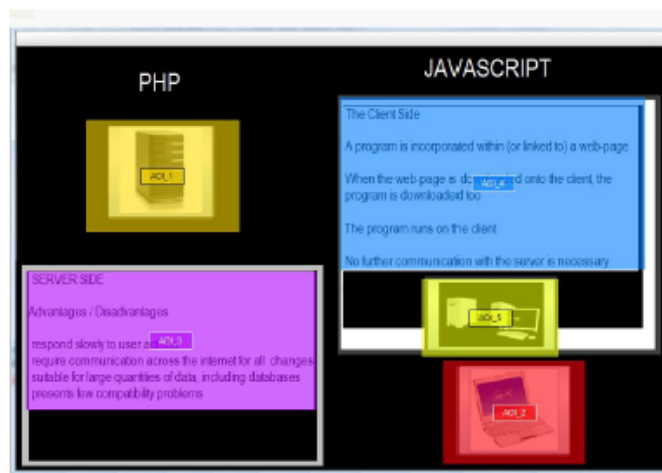 PHP
AOI_1
SERVER SIDE
Advantages / Disadvantages
respond slowly to user
AOI_3
require communication across the internet for all changes
suitable for large quantities of data, including databases
presents few compatibility problems
JAVASCRIPT
The Client Side
A program is incorporated within (or linked to) a web-page
When the web-page is downloaded onto the client, the
AOI_4
program is downloaded too
The program runs on the client
No further communication with the server is necessary
AOI_5
AOI_2